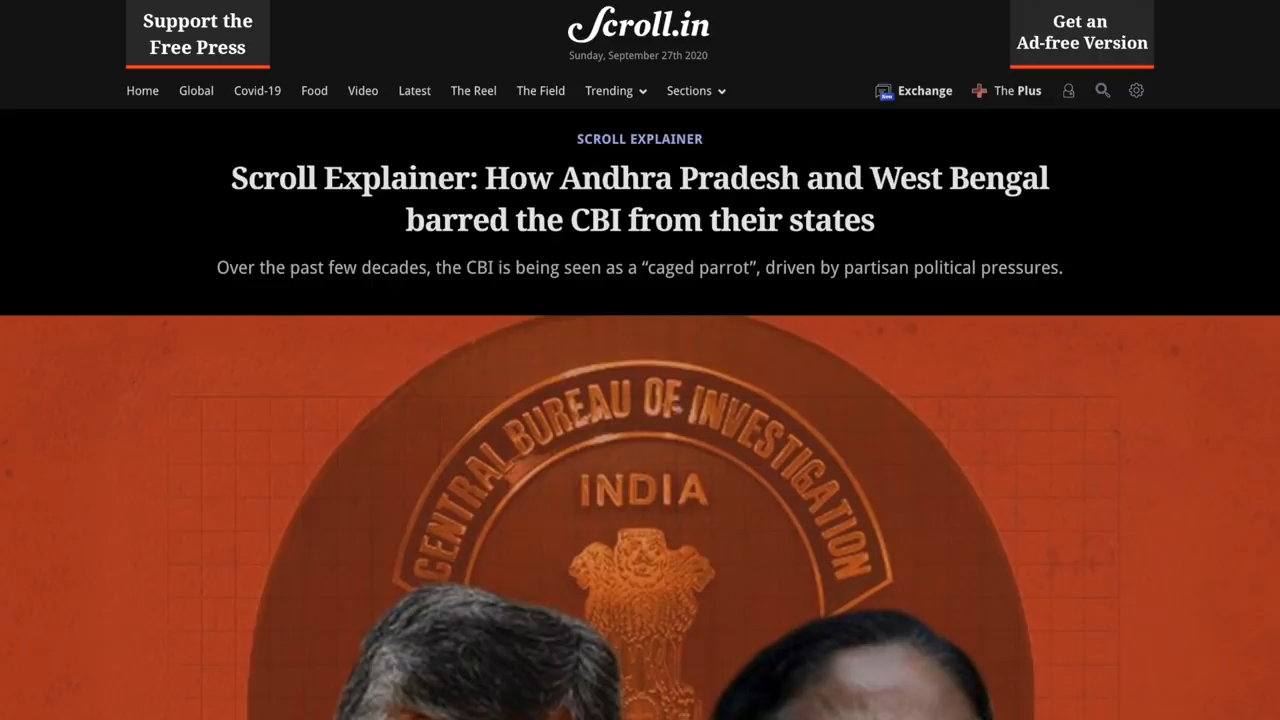 Support the
Free Press
Scroll.in
Sunday, September 27th 2020
Get an
Ad-free Version
Home Global Covid-19 Food Video Latest The Reel The Field Trending Sections New Exchange The Plus
SCROLL EXPLAINER
Scroll Explainer: How Andhra Pradesh and West Bengal
barred the CBI from their states
Over the past few decades, the CBI is being seen as a “caged parrot”, driven by partisan political pressures.
CENTRAL BUREAU OF INVESTIGATION
INDIA